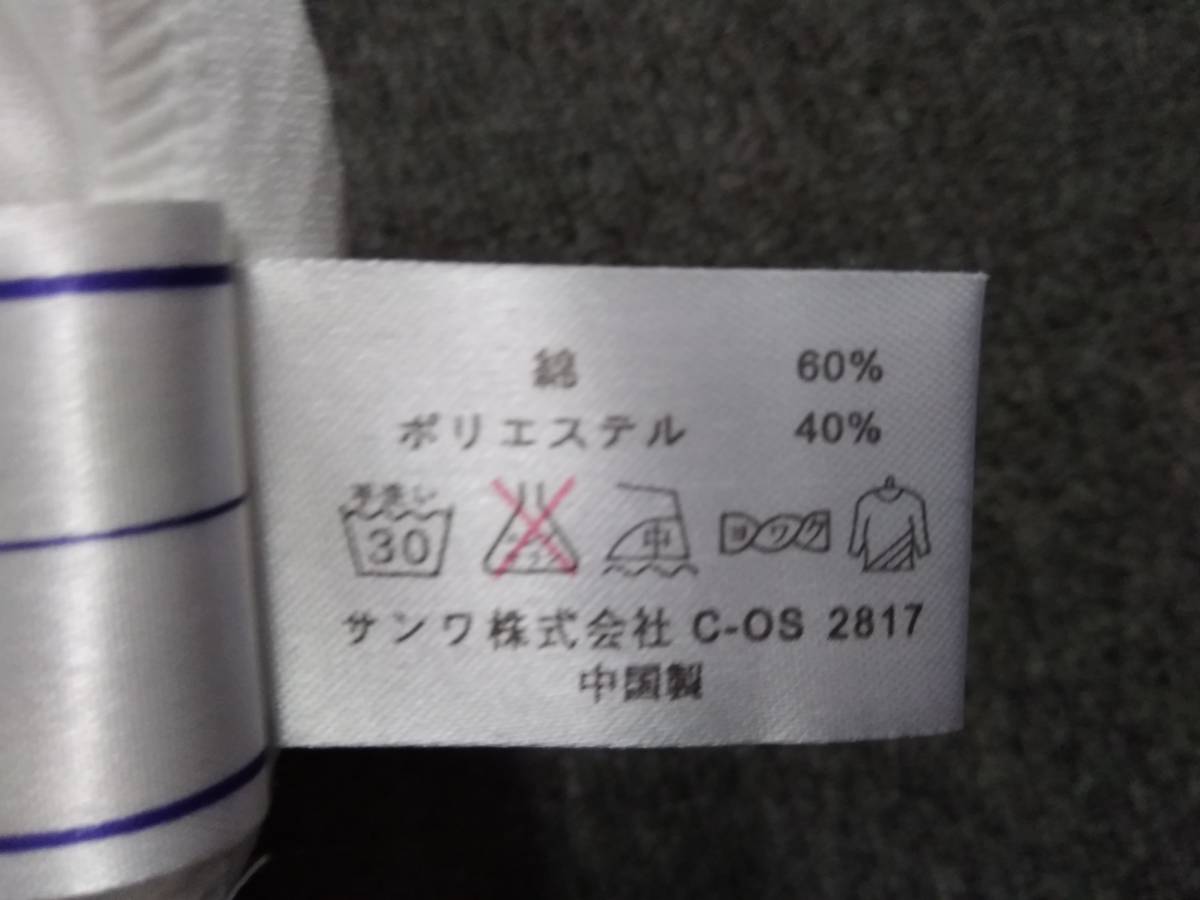 綿 60%
ポリエステル 40%
手洗い 30 中 ヨワク
サンワ株式会社 C-OS 2817
中国製